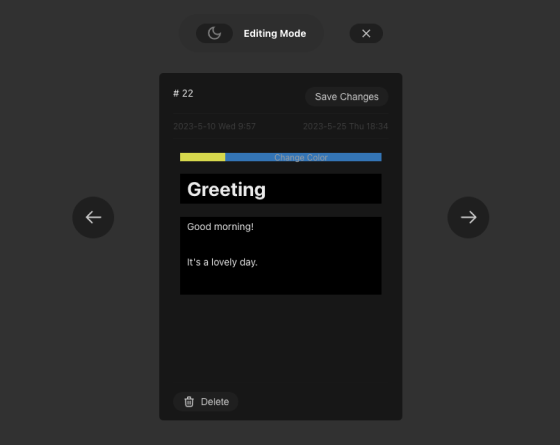 Editing Mode
# 22
Save Changes
2023-5-10 Wed 9:57 2023-5-25 Thu 18:34
Change Color
Greeting
Good morning!
It's a lovely day.
Delete